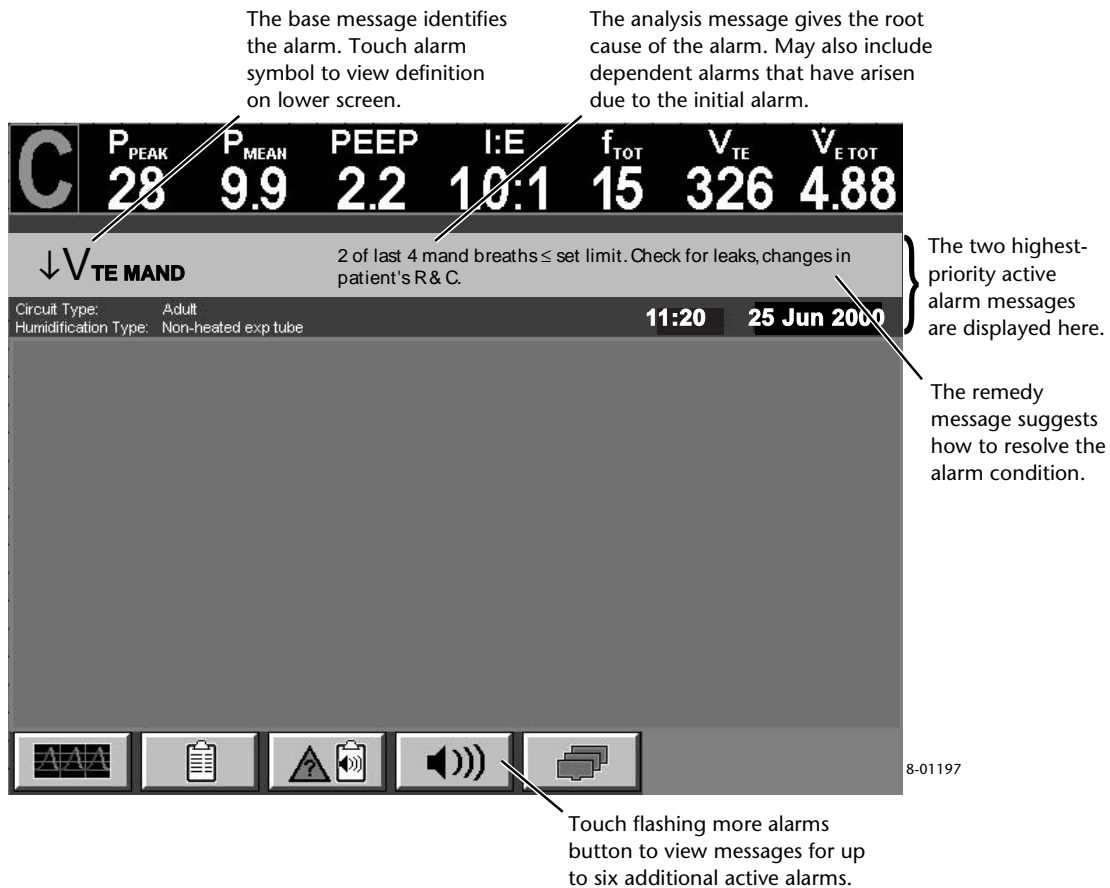 The base message identifies
the alarm. Touch alarm
symbol to view definition
on lower screen.
The analysis message gives the root
cause of the alarm. May also include
dependent alarms that have arisen
due to the initial alarm.
C
PPEAK PMEAN PEEP I:E fTOT VTE V̇E TOT
28 9.9 2.2 1.0:1 15 326 4.88
↓VTE MAND
2 of last 4 mand breaths ≤ set limit. Check for leaks, changes in
patient's R & C.
Circuit Type: Adult
Humidification Type: Non-heated exp tube
11:20 25 Jun 2000
The two highest-
priority active
alarm messages
are displayed here.
The remedy
message suggests
how to resolve the
alarm condition.
?
8-01197
Touch flashing more alarms
button to view messages for up
to six additional active alarms.